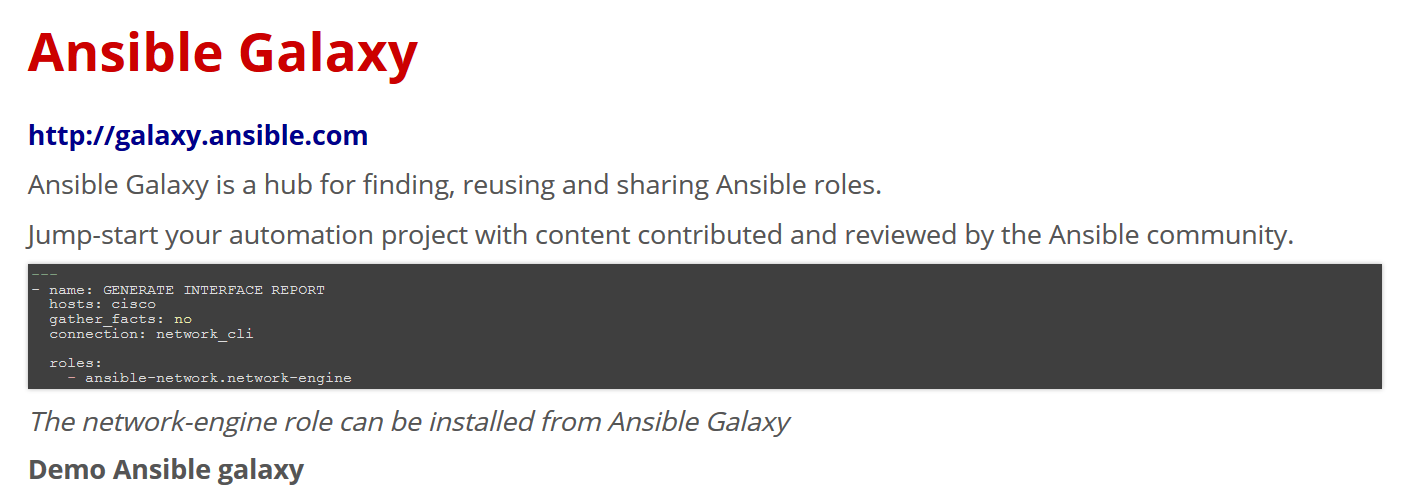 Ansible Galaxy
http://galaxy.ansible.com
Ansible Galaxy is a hub for finding, reusing and sharing Ansible roles.
Jump-start your automation project with content contributed and reviewed by the Ansible community.
---
- name: GENERATE INTERFACE REPORT
  hosts: cisco
  gather_facts: no
  connection: network_cli

  roles:
    - ansible-network.network-engine
The network-engine role can be installed from Ansible Galaxy
Demo Ansible galaxy